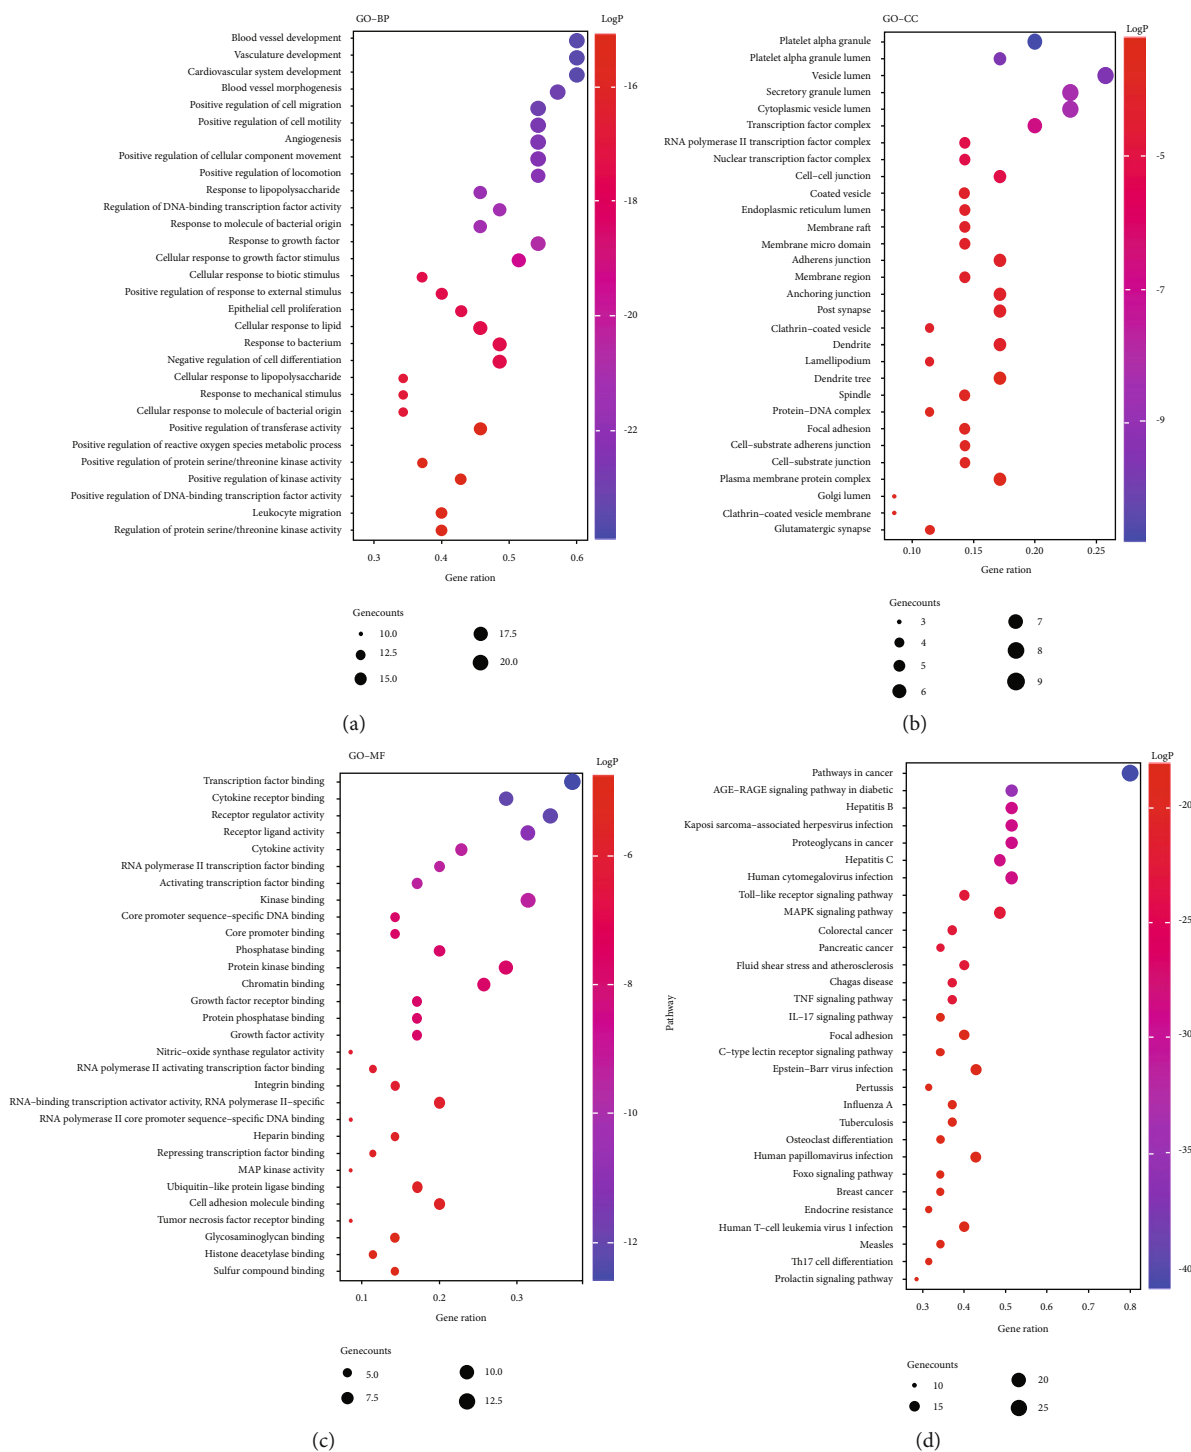 GO–BP
LogP
Blood vessel development
Vasculature development
Cardiovascular system development
Blood vessel morphogenesis
Positive regulation of cell migration
Positive regulation of cell motility
Angiogenesis
Positive regulation of cellular component movement
Positive regulation of locomotion
Response to lipopolysaccharide
Regulation of DNA-binding transcription factor activity
Response to molecule of bacterial origin
Response to growth factor
Cellular response to growth factor stimulus
Cellular response to biotic stimulus
Positive regulation of response to external stimulus
Epithelial cell proliferation
Cellular response to lipid
Response to bacterium
Negative regulation of cell differentiation
Cellular response to lipopolysaccharide
Response to mechanical stimulus
Cellular response to molecule of bacterial origin
Positive regulation of transferase activity
Positive regulation of reactive oxygen species metabolic process
Positive regulation of protein serine/threonine kinase activity
Positive regulation of kinase activity
Positive regulation of DNA-binding transcription factor activity
Leukocyte migration
Regulation of protein serine/threonine kinase activity
-16
-18
-20
-22
0.3 0.4 0.5 0.6
Gene ration
Genecounts
10.0 17.5
12.5 20.0
15.0
(a)
GO–CC
LogP
Platelet alpha granule
Platelet alpha granule lumen
Vesicle lumen
Secretory granule lumen
Cytoplasmic vesicle lumen
Transcription factor complex
RNA polymerase II transcription factor complex
Nuclear transcription factor complex
Cell–cell junction
Coated vesicle
Endoplasmic reticulum lumen
Membrane raft
Membrane micro domain
Adherens junction
Membrane region
Anchoring junction
Post synapse
Clathrin–coated vesicle
Dendrite
Lamellipodium
Dendrite tree
Spindle
Protein–DNA complex
Focal adhesion
Cell–substrate adherens junction
Cell–substrate junction
Plasma membrane protein complex
Golgi lumen
Clathrin–coated vesicle membrane
Glutamatergic synapse
-5
-7
-9
0.10 0.15 0.20 0.25
Gene ration
Genecounts
3 7
4 8
5 9
6
(b)
GO–MF
LogP
Transcription factor binding
Cytokine receptor binding
Receptor regulator activity
Receptor ligand activity
Cytokine activity
RNA polymerase II transcription factor binding
Activating transcription factor binding
Kinase binding
Core promoter sequence–specific DNA binding
Core promoter binding
Phosphatase binding
Protein kinase binding
Chromatin binding
Growth factor receptor binding
Protein phosphatase binding
Growth factor activity
Nitric–oxide synthase regulator activity
RNA polymerase II activating transcription factor binding
Integrin binding
RNA–binding transcription activator activity, RNA polymerase II–specific
RNA polymerase II core promoter sequence–specific DNA binding
Heparin binding
Repressing transcription factor binding
MAP kinase activity
Ubiquitin–like protein ligase binding
Cell adhesion molecule binding
Tumor necrosis factor receptor binding
Glycosaminoglycan binding
Histone deacetylase binding
Sulfur compound binding
-6
-8
-10
-12
0.1 0.2 0.3
Gene ration
Genecounts
5.0 10.0
7.5 12.5
(c)
LogP
Pathway
Pathways in cancer
AGE–RAGE signaling pathway in diabetic
Hepatitis B
Kaposi sarcoma–associated herpesvirus infection
Proteoglycans in cancer
Hepatitis C
Human cytomegalovirus infection
Toll–like receptor signaling pathway
MAPK signaling pathway
Colorectal cancer
Pancreatic cancer
Fluid shear stress and atherosclerosis
Chagas disease
TNF signaling pathway
IL–17 signaling pathway
Focal adhesion
C–type lectin receptor signaling pathway
Epstein–Barr virus infection
Pertussis
Influenza A
Tuberculosis
Osteoclast differentiation
Human papillomavirus infection
Foxo signaling pathway
Breast cancer
Endocrine resistance
Human T–cell leukemia virus 1 infection
Measles
Th17 cell differentiation
Prolactin signaling pathway
-20
-25
-30
-35
-40
0.3 0.4 0.5 0.6 0.7 0.8
Gene ration
Genecounts
10 20
15 25
(d)